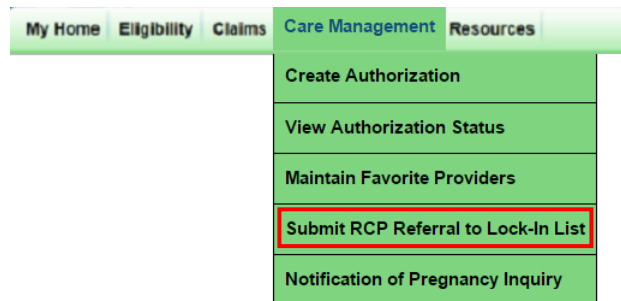 My Home Eligibility Claims Care Management Resources
Create Authorization
View Authorization Status
Maintain Favorite Providers
Submit RCP Referral to Lock-In List
Notification of Pregnancy Inquiry